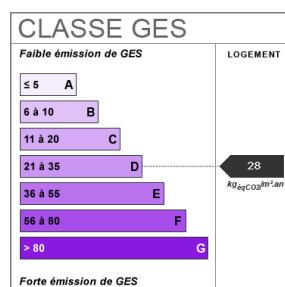 CLASSE GES
Faible émission de GES
LOGEMENT
≤ 5 A
6 à 10 B
11 à 20 C
21 à 35 D
28
kgéqCO2/m².an
36 à 55 E
56 à 80 F
> 80 G
Forte émission de GES